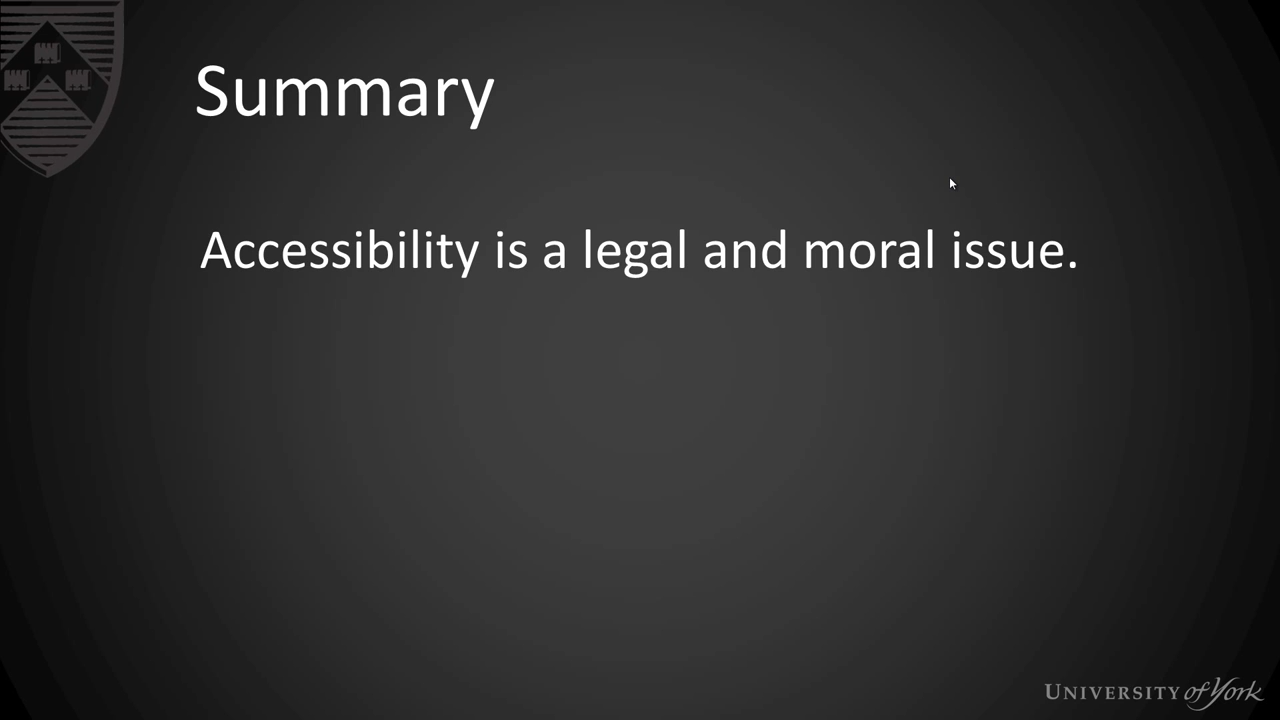 Summary
Accessibility is a legal and moral issue.
UNIVERSITY of York